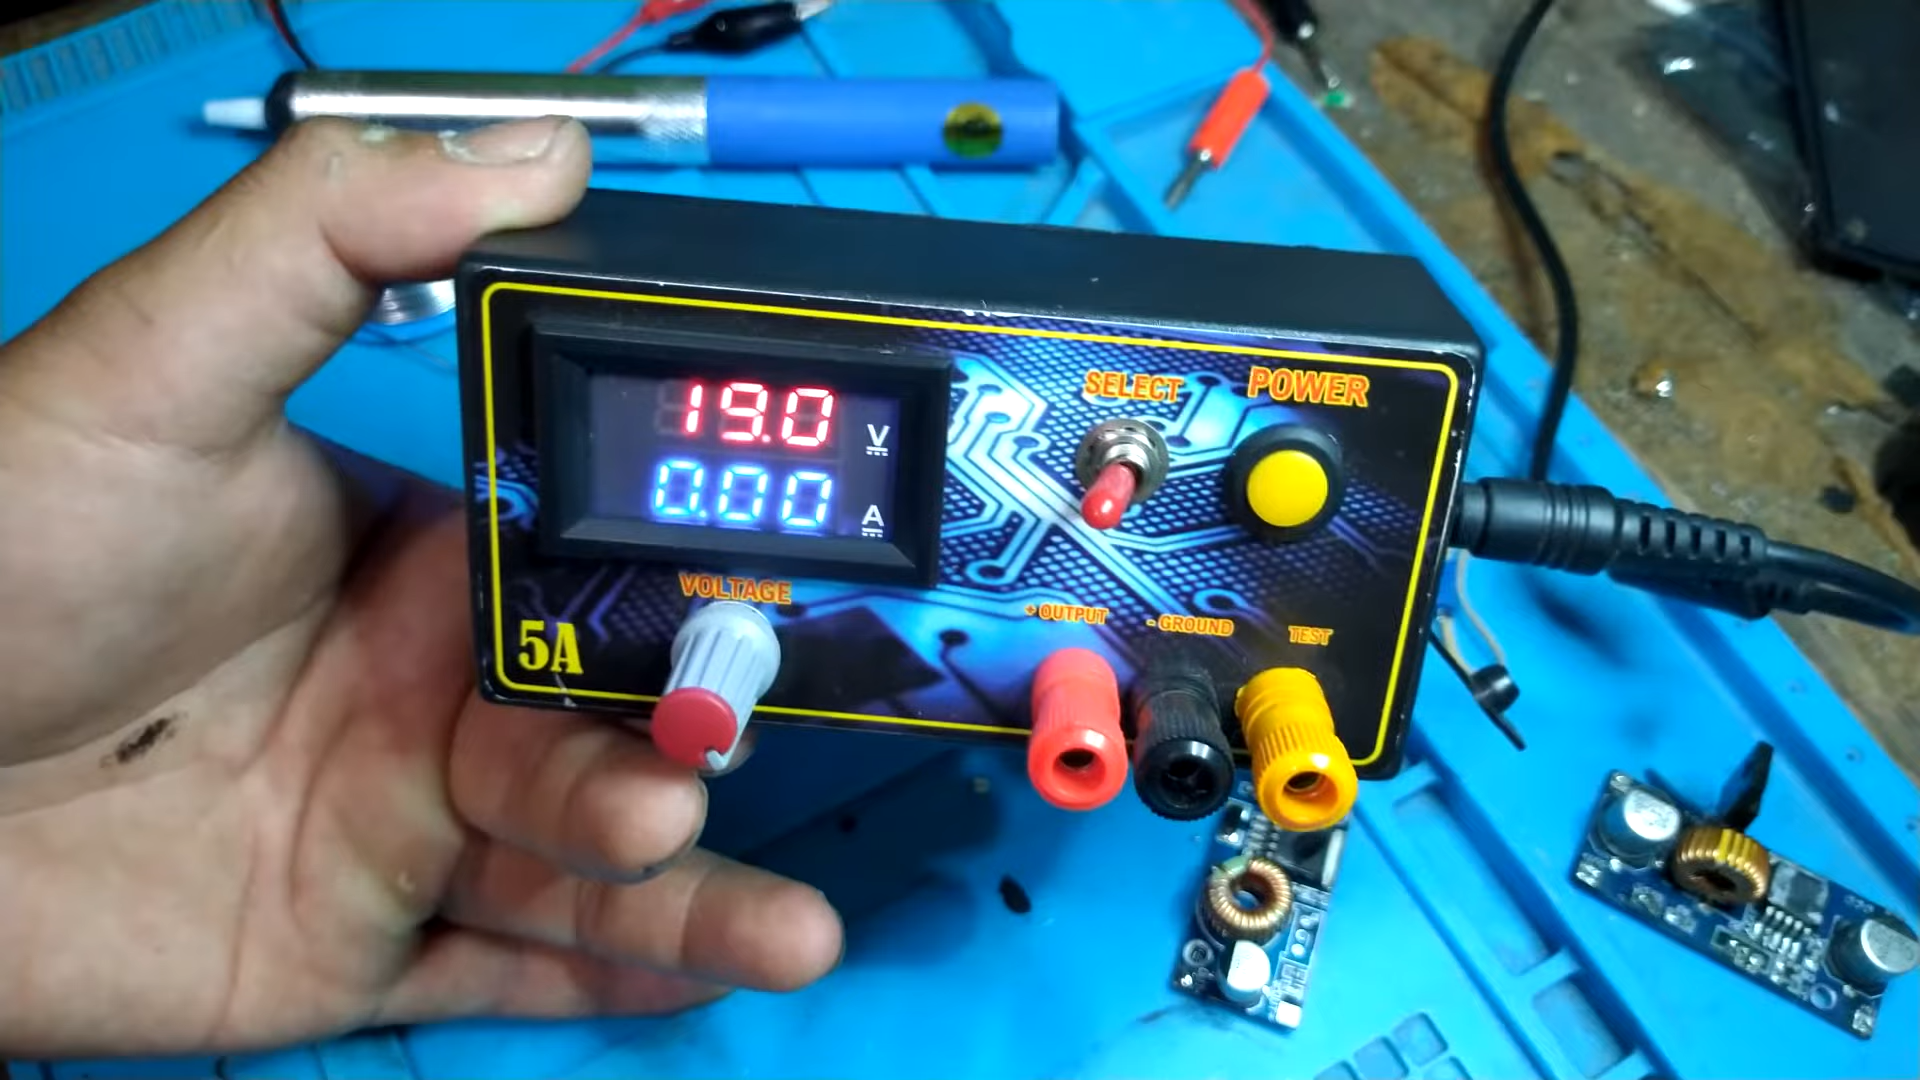 SELECT
POWER
19.0 V
0.00 A
VOLTAGE
5A
+ OUTPUT
- GROUND
TEST